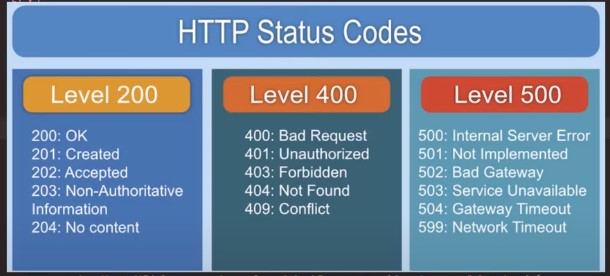 HTTP Status Codes
Level 200
200: OK
201: Created
202: Accepted
203: Non-Authoritative
Information
204: No content
Level 400
400: Bad Request
401: Unauthorized
403: Forbidden
404: Not Found
409: Conflict
Level 500
500: Internal Server Error
501: Not Implemented
502: Bad Gateway
503: Service Unavailable
504: Gateway Timeout
599: Network Timeout